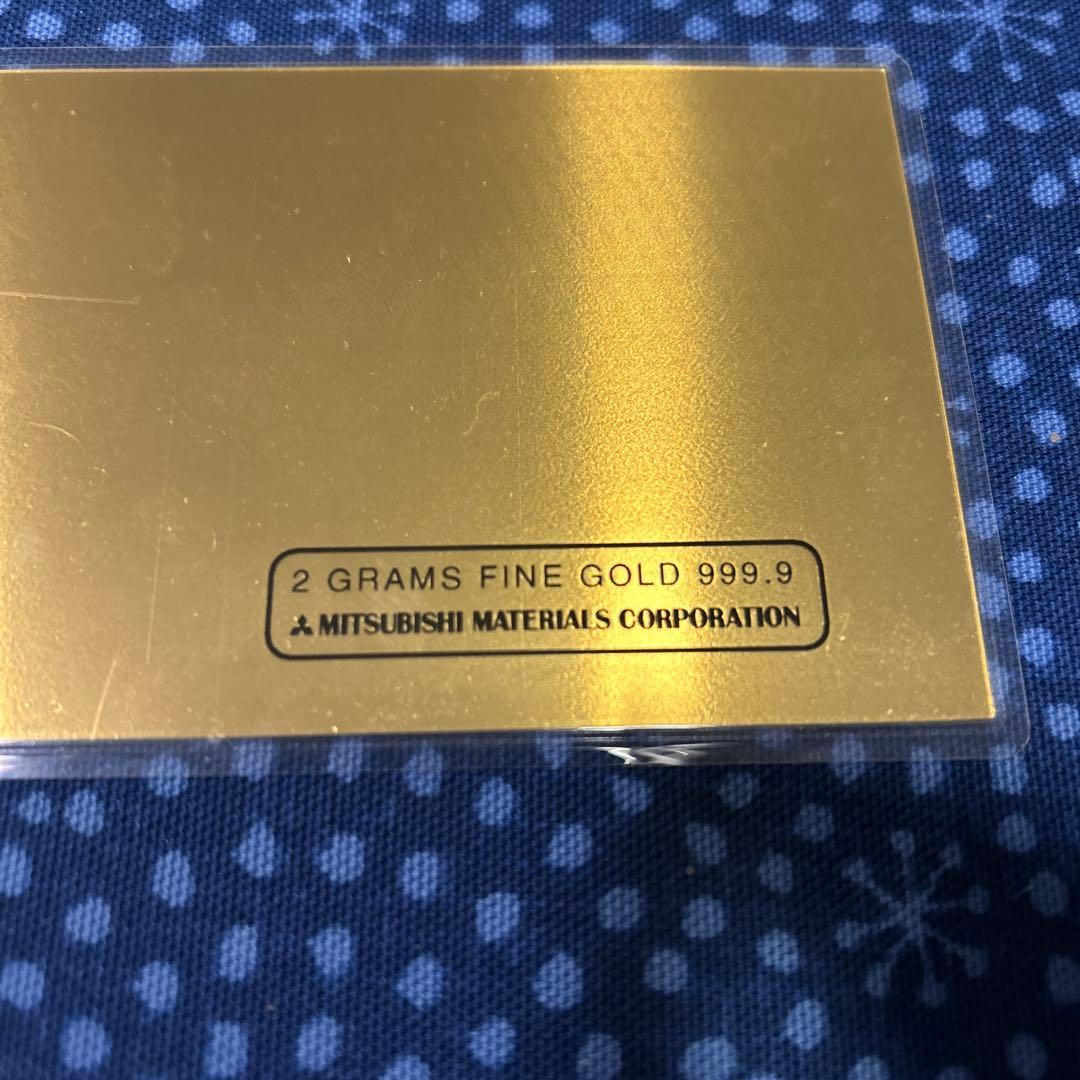 2 GRAMS FINE GOLD 999.9
MITSUBISHI MATERIALS CORPORATION